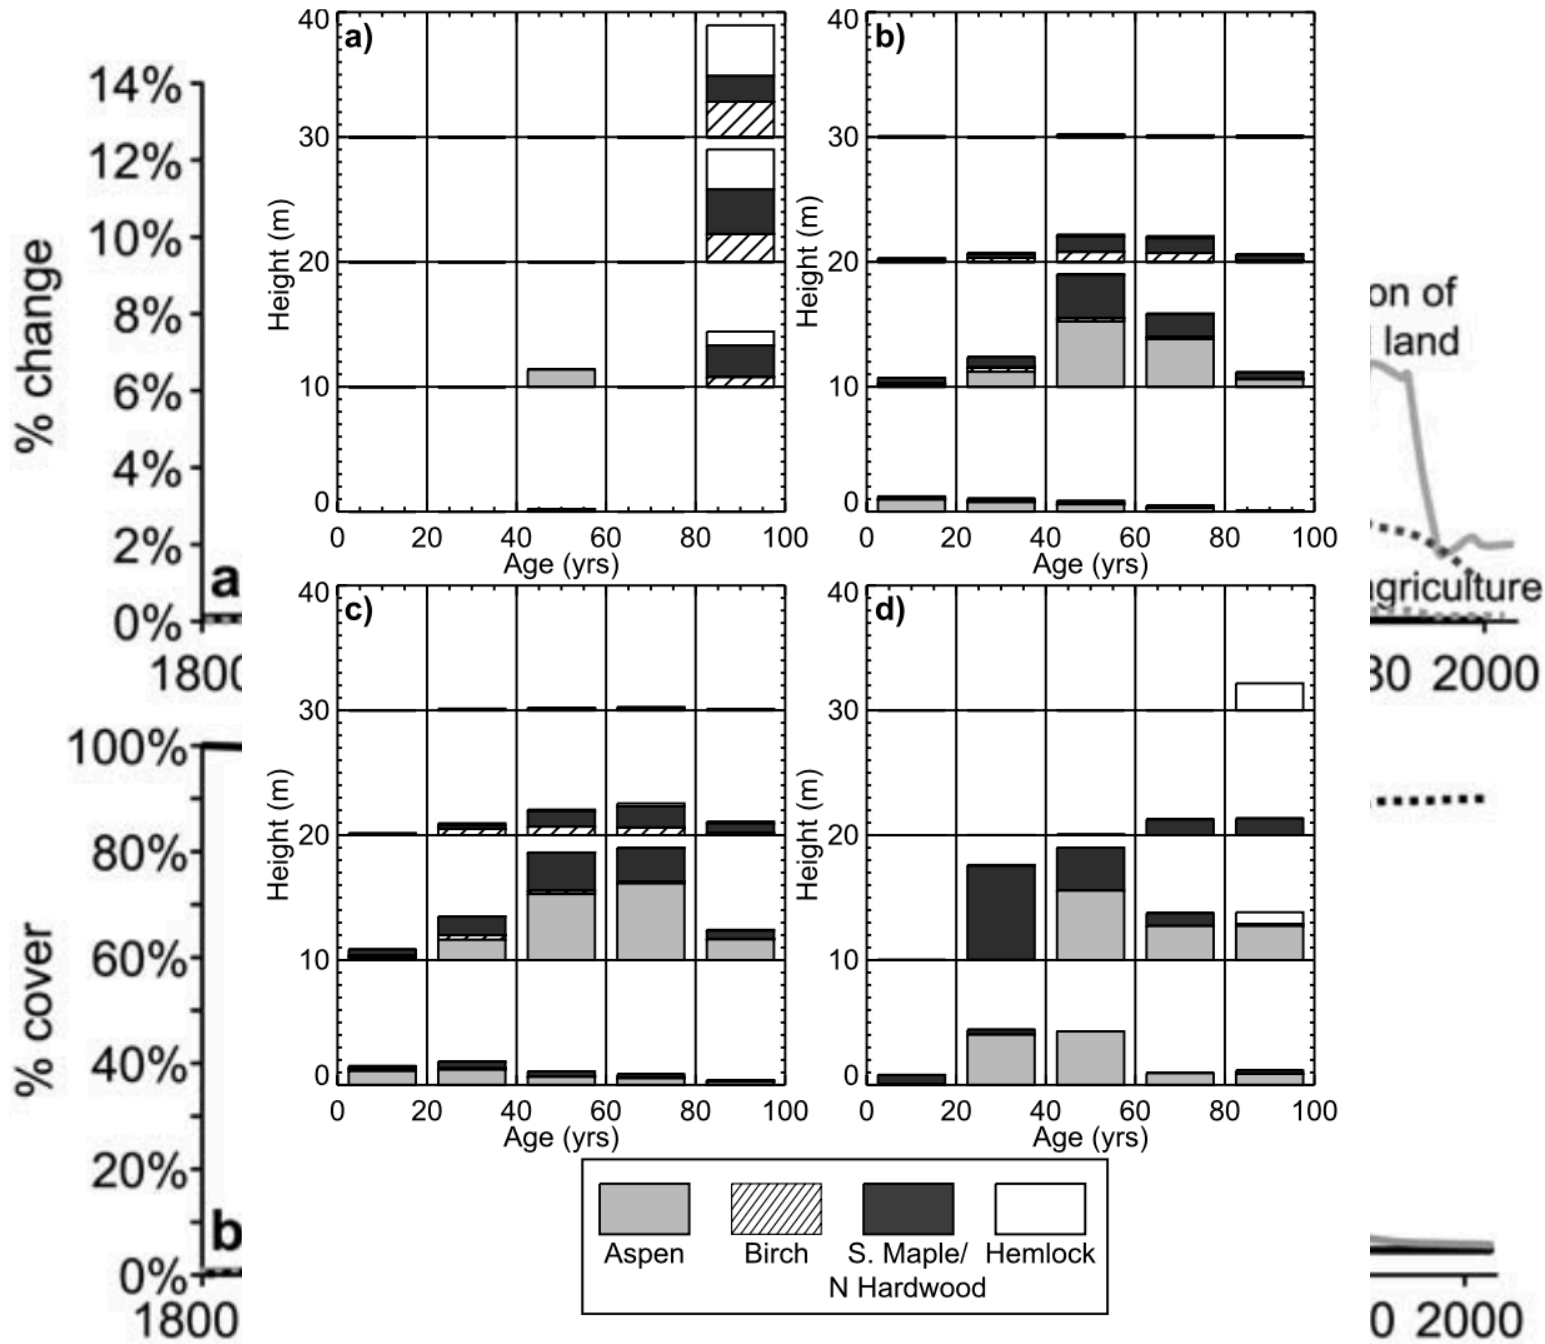 40
a)
30
20
10
0
Height (m)
0 20 40 60 80 100
Age (yrs)
40
b)
30
20
10
0
Height (m)
0 20 40 60 80 100
Age (yrs)
40
c)
30
20
10
0
Height (m)
0 20 40 60 80 100
Age (yrs)
40
d)
30
20
10
0
Height (m)
0 20 40 60 80 100
Age (yrs)
Aspen Birch S. Maple/ Hemlock
N Hardwood
% change
14%
12%
10%
8%
6%
4%
2%
0%
a
1800
% cover
100%
80%
60%
40%
20%
0%
b
1800
on of
land
griculture
80 2000
0 2000